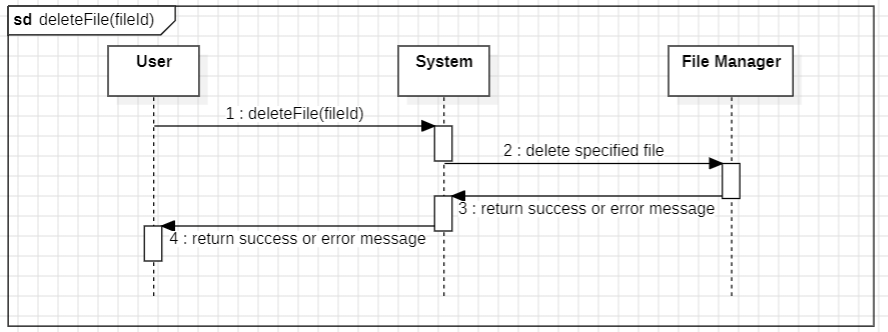 sd deleteFile(fileId)
User
System
File Manager
1 : deleteFile(fileId)
2 : delete specified file
3 : return success or error message
4 : return success or error message